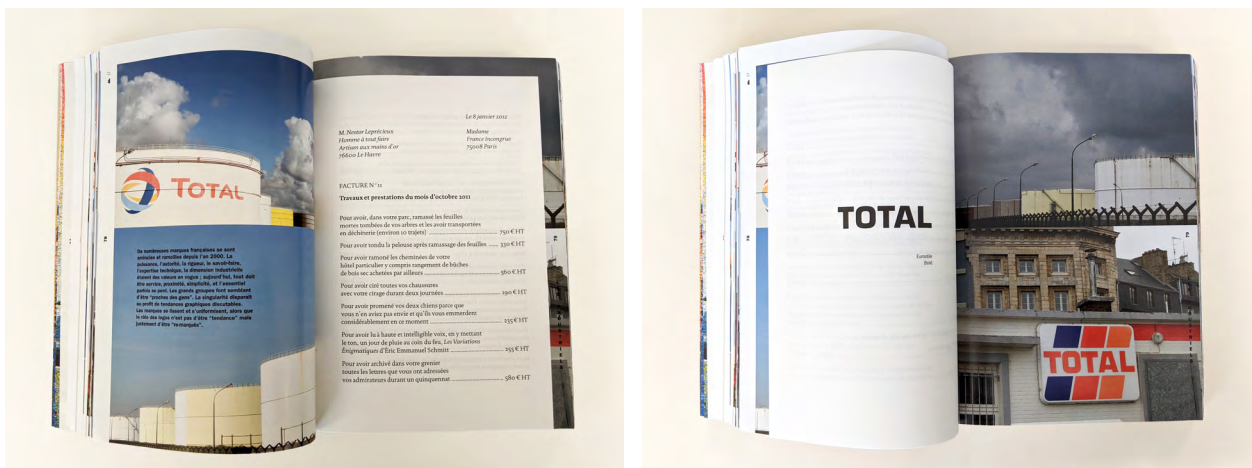 TOTAL
De nombreuses marques françaises se sont
amincies et ramollies depuis l'an 2000. La
puissance, l'autorité, la rigueur, le savoir-faire,
l'expertise technique, la dimension industrielle
étaient des valeurs en vogue ; aujourd'hui, tout doit
être service, proximité, simplicité, et l'essentiel
parfois se perd. Les grands groupes font semblant
d'être "proches des gens". La singularité disparaît
au profit de tendances graphiques discutables.
Les marques se lissent et s'uniformisent, alors que
le rôle des logos n'est pas d'être "tendance" mais
justement d'être "re-marqués".
Le 8 janvier 2012
M. Nestor Leprécieux
Homme à tout faire
Artisan aux mains d'or
76600 Le Havre
Madame
France Incongrue
75008 Paris
FACTURE N°12
Travaux et prestations du mois d'octobre 2011
Pour avoir, dans votre parc, ramassé les feuilles
mortes tombées de vos arbres et les avoir transportées
en déchèterie (environ 10 trajets) 750 € HT
Pour avoir tondu la pelouse après ramassage des feuilles 330 € HT
Pour avoir ramoné les cheminées de votre
hôtel particulier y compris rangement de bûches
de bois sec achetées par ailleurs 560 € HT
Pour avoir ciré toutes vos chaussures
avec votre cirage durant deux journées 190 € HT
Pour avoir promené vos deux chiens parce que
vous n'en aviez pas envie et qu'ils vous emmerdent
considérablement en ce moment 135 € HT
Pour avoir lu à haute et intelligible voix, en y mettant
le ton, un jour de pluie au coin du feu, Les Variations
Énigmatiques d'Éric Emmanuel Schmitt 255 € HT
Pour avoir archivé dans votre grenier
toutes les lettres que vous ont adressées
vos admirateurs durant un quinquennat 580 € HT
TOTAL
Eurostile
Bold
TOTAL